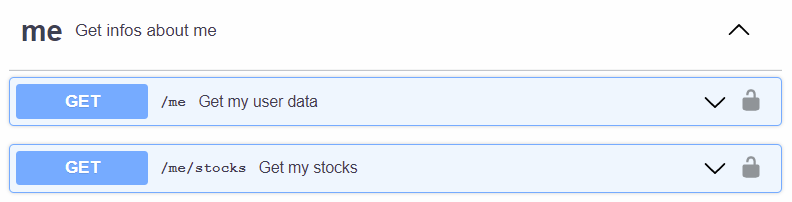 me Get infos about me
GET /me Get my user data
GET /me/stocks Get my stocks